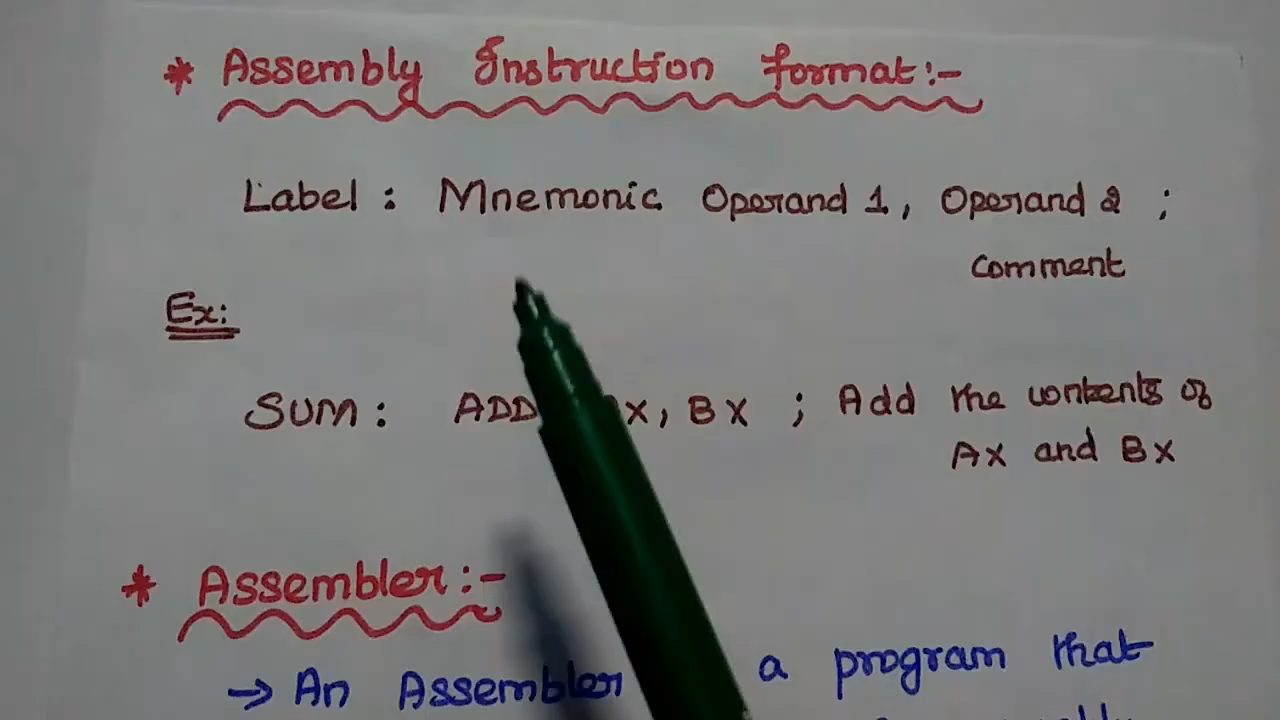 * Assembly Instruction format:-
Label : Mnemonic Operand 1, Operand 2 ;
comment
Ex:
SUM : ADD X, BX ; Add the contents of
AX and BX
* Assembler:-
→ An Assembler a program that